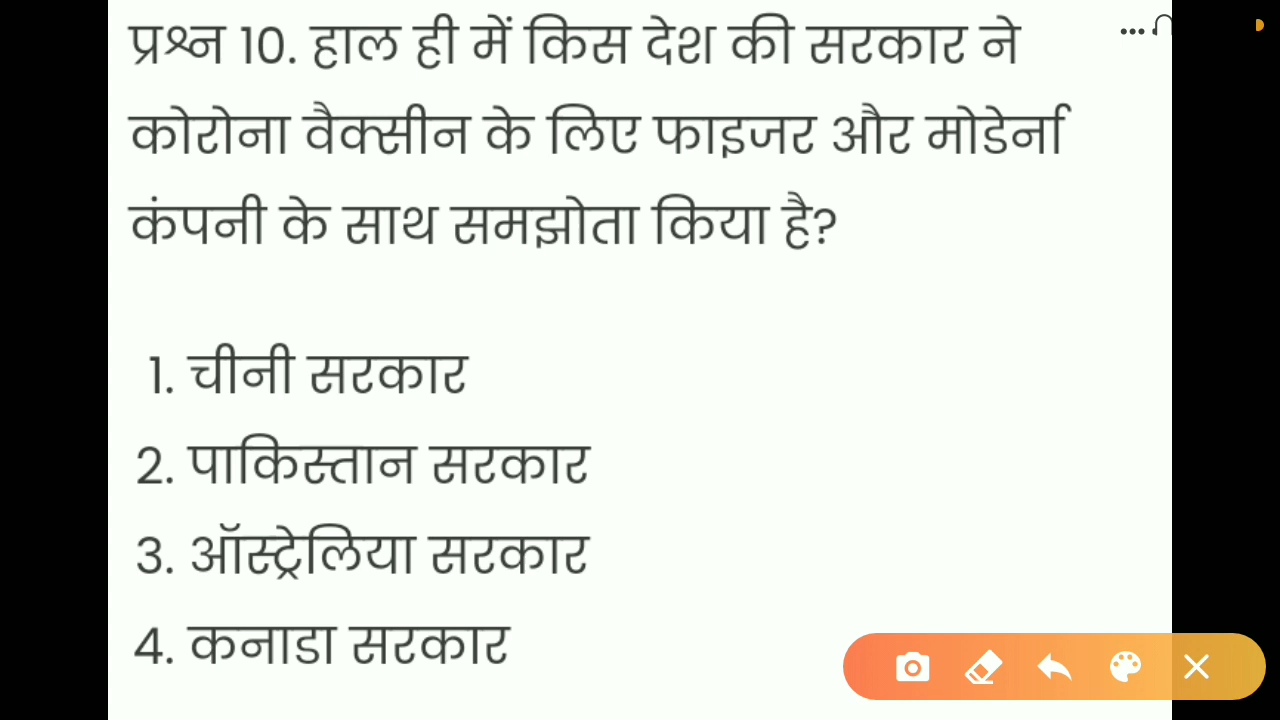 प्रश्न 10. हाल ही में किस देश की सरकार ने
कोरोना वैक्सीन के लिए फाइजर और मोडेर्ना
कंपनी के साथ समझोता किया है?
1. चीनी सरकार
2. पाकिस्तान सरकार
3. ऑस्ट्रेलिया सरकार
4. कनाडा सरकार